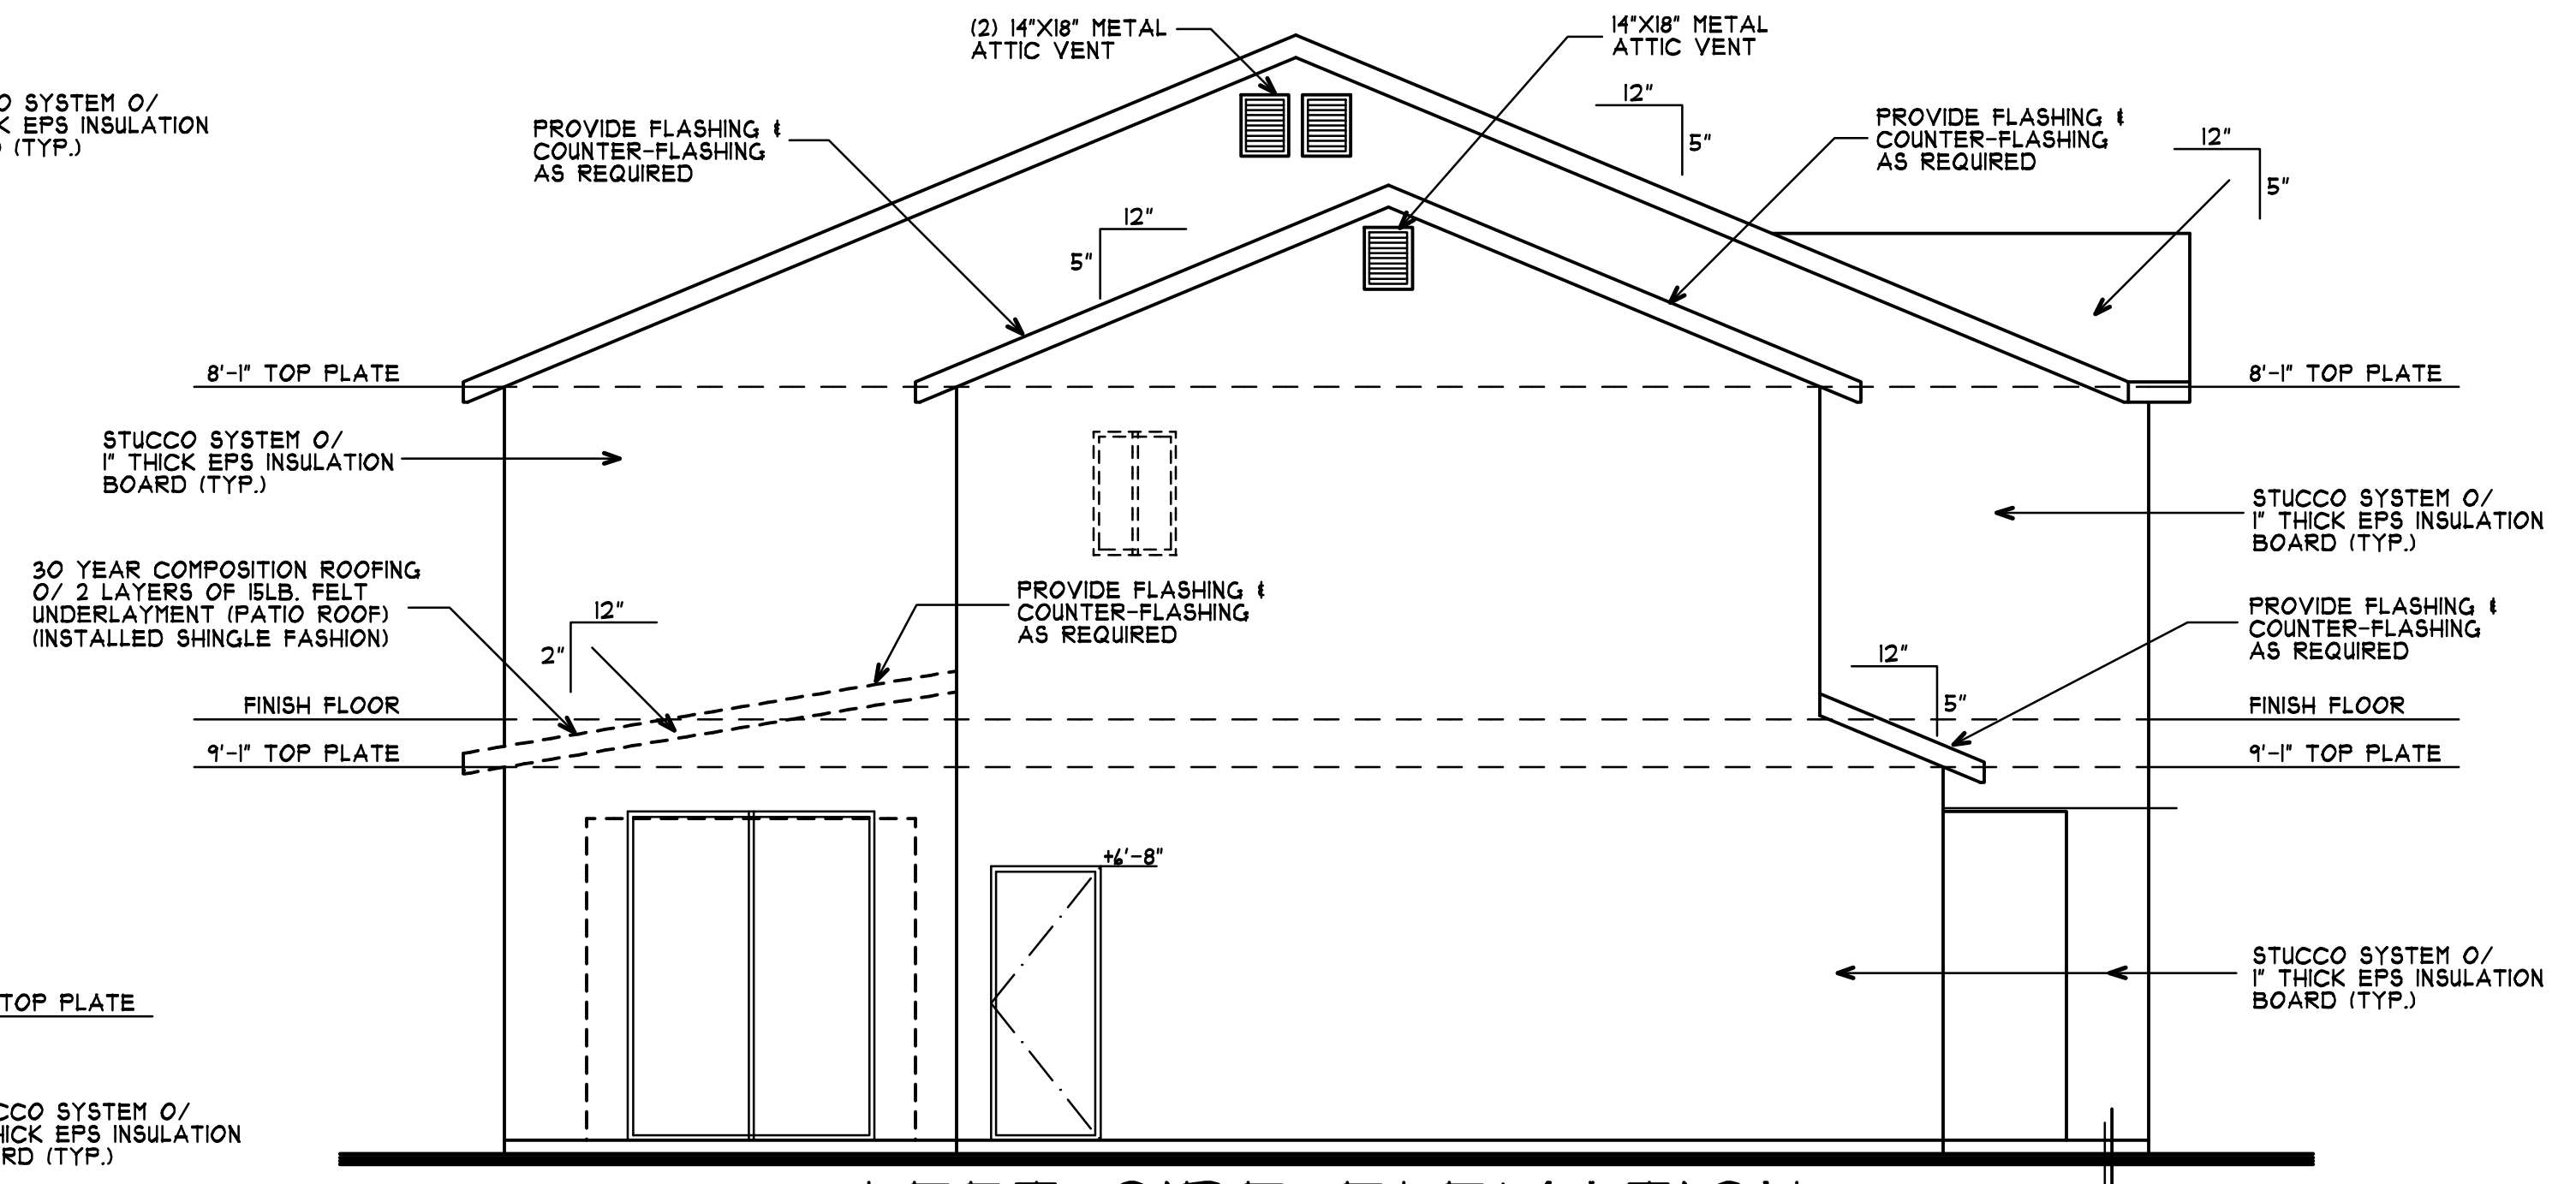 (2) 14"X18" METAL
ATTIC VENT
14"X18" METAL
ATTIC VENT
SYSTEM O/
EPS INSULATION
(TYP.)
PROVIDE FLASHING &
COUNTER-FLASHING
AS REQUIRED
12"
5"
PROVIDE FLASHING &
COUNTER-FLASHING
AS REQUIRED
12"
5"
12"
5"
8'-1" TOP PLATE
8'-1" TOP PLATE
STUCCO SYSTEM O/
1" THICK EPS INSULATION
BOARD (TYP.)
STUCCO SYSTEM O/
1" THICK EPS INSULATION
BOARD (TYP.)
30 YEAR COMPOSITION ROOFING
O/ 2 LAYERS OF 15LB. FELT
UNDERLAYMENT (PATIO ROOF)
(INSTALLED SHINGLE FASHION)
12"
2"
PROVIDE FLASHING &
COUNTER-FLASHING
AS REQUIRED
PROVIDE FLASHING &
COUNTER-FLASHING
AS REQUIRED
12"
5"
FINISH FLOOR
FINISH FLOOR
9'-1" TOP PLATE
9'-1" TOP PLATE
+6'-8"
STUCCO SYSTEM O/
1" THICK EPS INSULATION
BOARD (TYP.)
TOP PLATE
SYSTEM O/
EPS INSULATION
(TYP.)